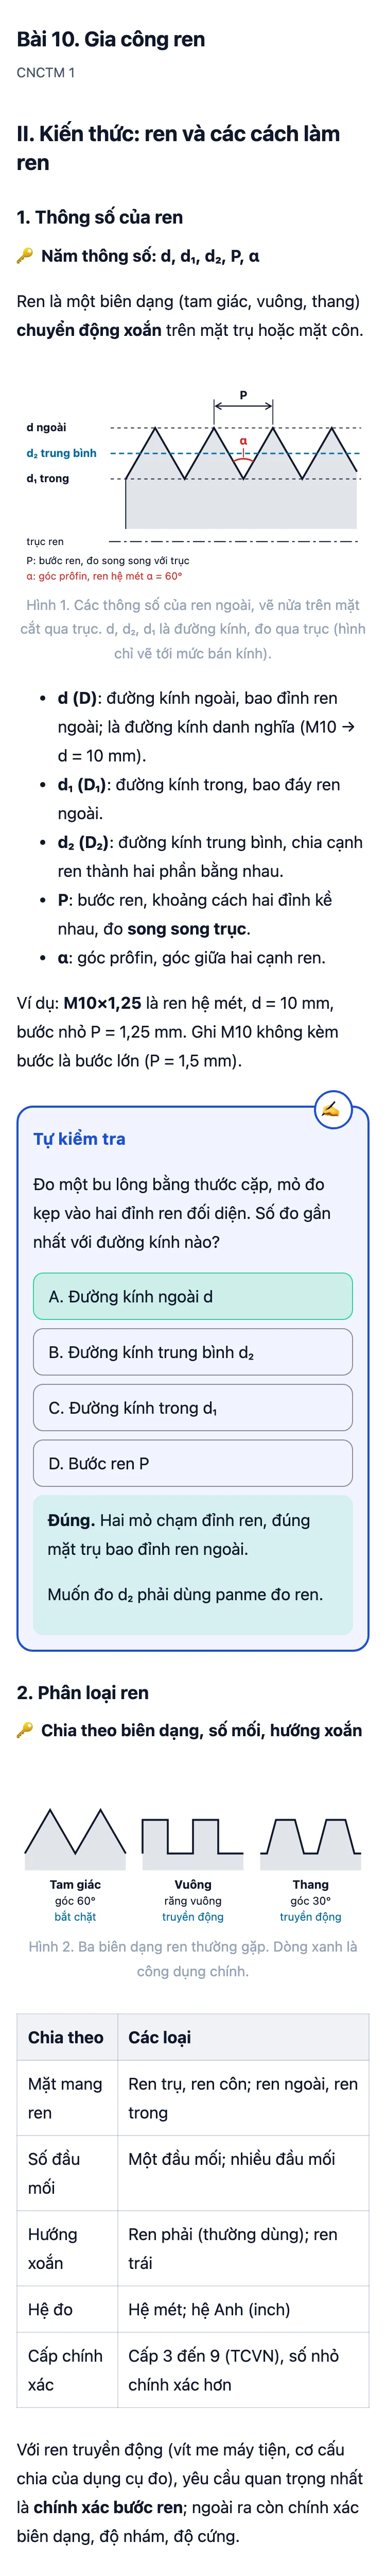 Bài 10. Gia công ren
CNCTM 1
II. Kiến thức: ren và các cách làm
ren
1. Thông số của ren
🔑 Năm thông số: d, d₁, d₂, P, α
Ren là một biên dạng (tam giác, vuông, thang)
chuyển động xoắn trên mặt trụ hoặc mặt côn.
P
d ngoài
α
d₂ trung bình
d₁ trong
trục ren
P: bước ren, đo song song với trục
α: góc prôfin, ren hệ mét α = 60°
Hình 1. Các thông số của ren ngoài, vẽ nửa trên mặt
cắt qua trục. d, d₂, d₁ là đường kính, đo qua trục (hình
chỉ vẽ tới mức bán kính).
• d (D): đường kính ngoài, bao đỉnh ren
ngoài; là đường kính danh nghĩa (M10 →
d = 10 mm).
• d₁ (D₁): đường kính trong, bao đáy ren
ngoài.
• d₂ (D₂): đường kính trung bình, chia cạnh
ren thành hai phần bằng nhau.
• P: bước ren, khoảng cách hai đỉnh kề
nhau, đo song song trục.
• α: góc prôfin, góc giữa hai cạnh ren.
Ví dụ: M10×1,25 là ren hệ mét, d = 10 mm,
bước nhỏ P = 1,25 mm. Ghi M10 không kèm
bước là bước lớn (P = 1,5 mm).
✍️
Tự kiểm tra
Đo một bu lông bằng thước cặp, mỏ đo
kẹp vào hai đỉnh ren đối diện. Số đo gần
nhất với đường kính nào?
A. Đường kính ngoài d
B. Đường kính trung bình d₂
C. Đường kính trong d₁
D. Bước ren P
Đúng. Hai mỏ chạm đỉnh ren, đúng
mặt trụ bao đỉnh ren ngoài.
Muốn đo d₂ phải dùng panme đo ren.
2. Phân loại ren
🔑 Chia theo biên dạng, số mối, hướng xoắn
Tam giác
góc 60°
bắt chặt
Vuông
răng vuông
truyền động
Thang
góc 30°
truyền động
Hình 2. Ba biên dạng ren thường gặp. Dòng xanh là
công dụng chính.
Chia theo Các loại
Mặt mang Ren trụ, ren côn; ren ngoài, ren
ren trong
Số đầu Một đầu mối; nhiều đầu mối
mối
Hướng Ren phải (thường dùng); ren
xoắn trái
Hệ đo Hệ mét; hệ Anh (inch)
Cấp chính Cấp 3 đến 9 (TCVN), số nhỏ
xác chính xác hơn
Với ren truyền động (vít me máy tiện, cơ cấu
chia của dụng cụ đo), yêu cầu quan trọng nhất
là chính xác bước ren; ngoài ra còn chính xác
biên dạng, độ nhám, độ cứng.